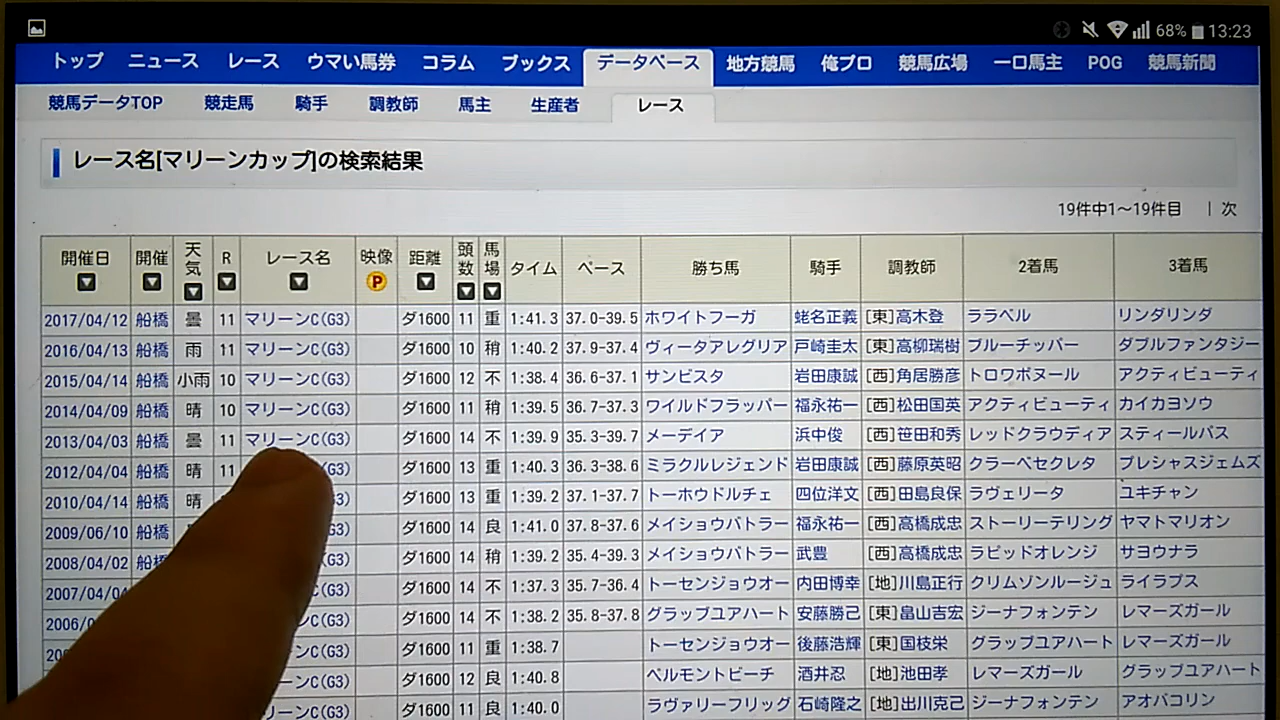 68% 13:23
トップ ニュース レース ウマい馬券 コラム ブックス データベース 地方競馬 俺プロ 競馬広場 一口馬主 POG 競馬新聞
競馬データTOP 競走馬 騎手 調教師 馬主 生産者 レース
レース名[マリーンカップ]の検索結果
19件中1～19件目 | 次
開催日 開催 天気 R レース名 映像 P 距離 頭数 馬場 タイム ペース 勝ち馬 騎手 調教師 2着馬 3着馬
2017/04/12 船橋 曇 11 マリーンC(G3) ダ1600 11 重 1:41.3 37.0-39.5 ホワイトフーガ 蛯名正義 [東]高木登 ララベル リンダリンダ
2016/04/13 船橋 雨 11 マリーンC(G3) ダ1600 10 稍 1:40.2 37.9-37.4 ヴィータアレグリア 戸崎圭太 [東]高柳瑞樹 ブルーチッパー ダブルファンタジー
2015/04/14 船橋 小雨 10 マリーンC(G3) ダ1600 12 不 1:38.4 36.6-37.1 サンビスタ 岩田康誠 [西]角居勝彦 トロワボヌール アクティビューティ
2014/04/09 船橋 晴 10 マリーンC(G3) ダ1600 11 稍 1:39.5 36.7-37.3 ワイルドフラッパー 福永祐一 [西]松田国英 アクティビューティ カイカヨソウ
2013/04/03 船橋 曇 11 マリーンC(G3) ダ1600 14 不 1:39.9 35.3-39.7 メーデイア 浜中俊 [西]笹田和秀 レッドクラウディア スティールパス
2012/04/04 船橋 晴 11 G3) ダ1600 13 重 1:40.3 36.3-38.6 ミラクルレジェンド 岩田康誠 [西]藤原英昭 クラーベセクレタ プレシャスジェムズ
2010/04/14 船橋 晴 3) ダ1600 13 重 1:39.2 37.1-37.7 トーホウドルチェ 四位洋文 [西]田島良保 ラヴェリータ ユキチャン
2009/06/10 船橋 G3) ダ1600 14 良 1:41.0 37.8-37.6 メイショウバトラー 福永祐一 [西]高橋成忠 ストーリーテリング ヤマトマリオン
2008/04/02 船橋 (G3) ダ1600 14 稍 1:39.2 35.4-39.3 メイショウバトラー 武豊 [西]高橋成忠 ラピッドオレンジ サヨウナラ
2007/04/04 (G3) ダ1600 14 不 1:37.3 35.7-36.4 トーセンジョウオー 内田博幸 [地]川島正行 クリムゾンルージュ ライラプス
2006/0 C(G3) ダ1600 14 不 1:38.2 35.8-37.8 グラップユアハート 安藤勝己 [東]畠山吉宏 ジーナフォンテン レマーズガール
200 C(G3) ダ1600 11 重 1:38.7 トーセンジョウオー 後藤浩輝 [東]国枝栄 グラップユアハート レマーズガール
ーンC(G3) ダ1600 12 良 1:40.8 ベルモントビーチ 酒井忍 [地]池田孝 レマーズガール グラップユアハート
リーンC(G3) ダ1600 11 良 1:40.0 ラヴァリーフリッグ 石崎隆之 [地]出川克己 ジーナフォンテン アオバコリン